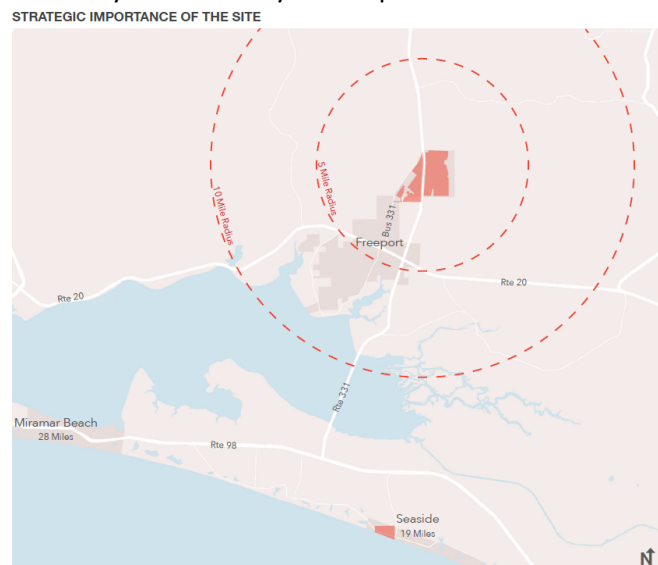 STRATEGIC IMPORTANCE OF THE SITE
5 Mile Radius
10 Mile Radius
Bus 331
Freeport
Rte 20
Rte 20
Rte 331
Miramar Beach
28 Miles
Rte 98
Seaside
19 Miles
N